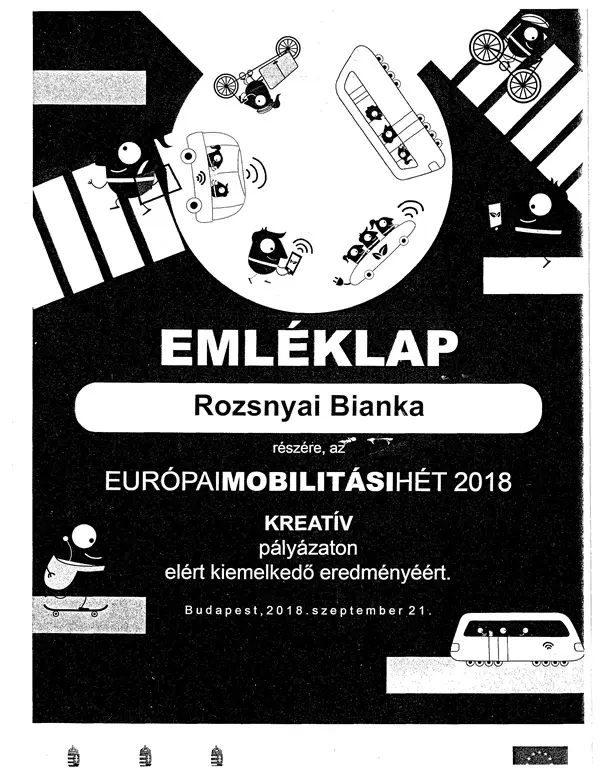 EMLÉKLAP
Rozsnyai Bianka
részére, az
EURÓPAIMOBILITÁSIHÉT 2018
KREATÍV
pályázaton
elért kiemelkedő eredményéért.
Budapest, 2018. szeptember 21.